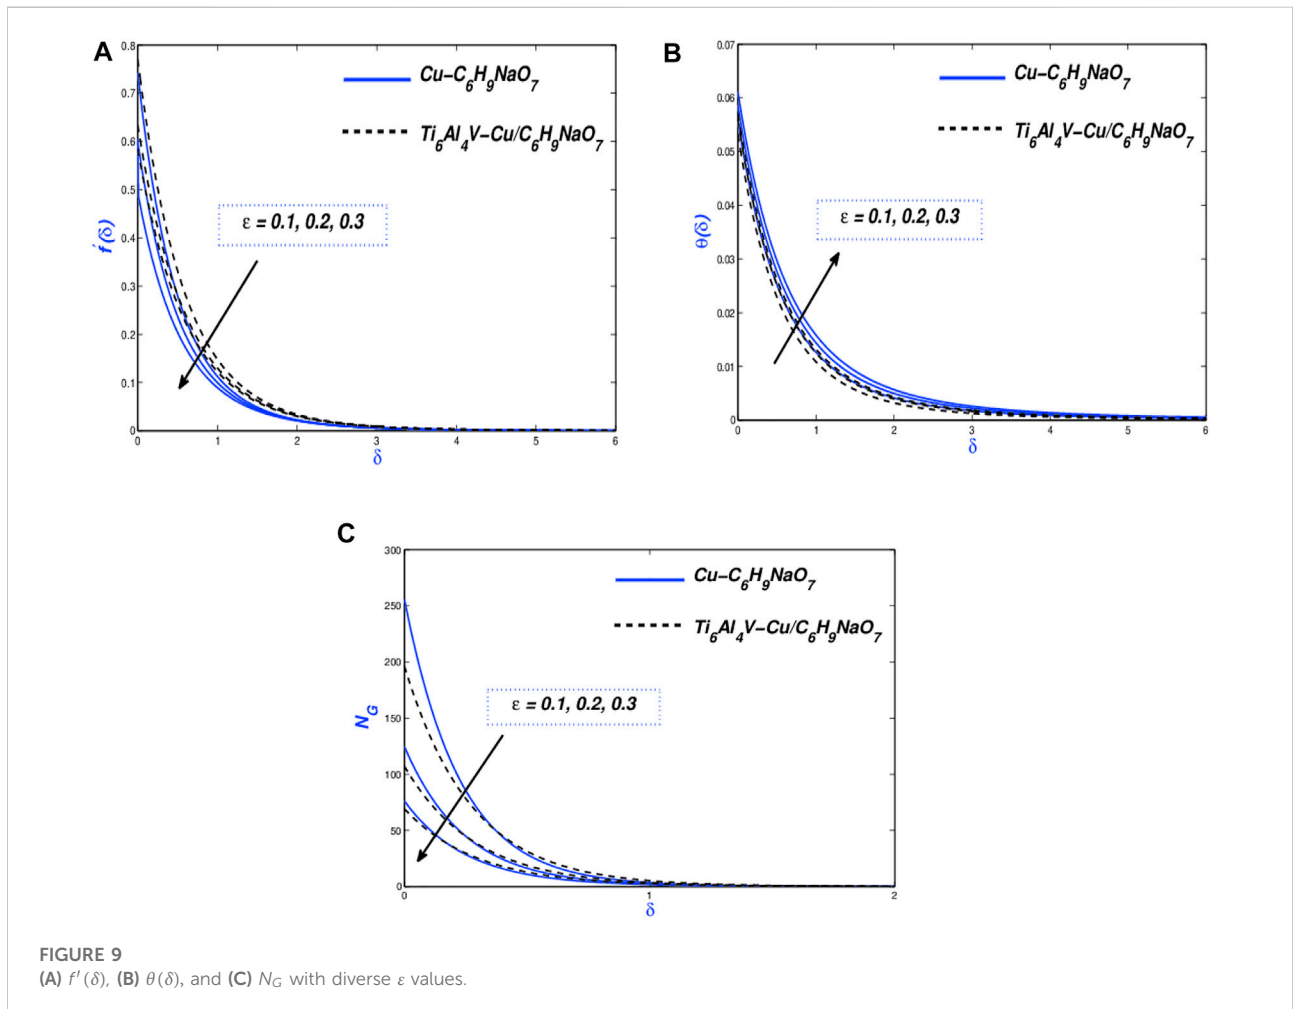 A
0.8
0.7
0.6
0.5
0.4
0.3
0.2
0.1
0
f́(δ)
Cu−C6H9NaO7
Ti6Al4V−Cu/C6H9NaO7
ε = 0.1, 0.2, 0.3
0 1 2 3 4 5 6
δ
B
0.07
0.06
0.05
0.04
0.03
0.02
0.01
0
θ(δ)
Cu−C6H9NaO7
Ti6Al4V−Cu/C6H9NaO7
ε = 0.1, 0.2, 0.3
0 1 2 3 4 5 6
δ
C
300
250
200
150
100
50
0
NG
Cu−C6H9NaO7
Ti6Al4V−Cu/C6H9NaO7
ε = 0.1, 0.2, 0.3
0 1 2
δ
FIGURE 9
(A) f′(δ), (B) θ(δ), and (C) NG with diverse ε values.